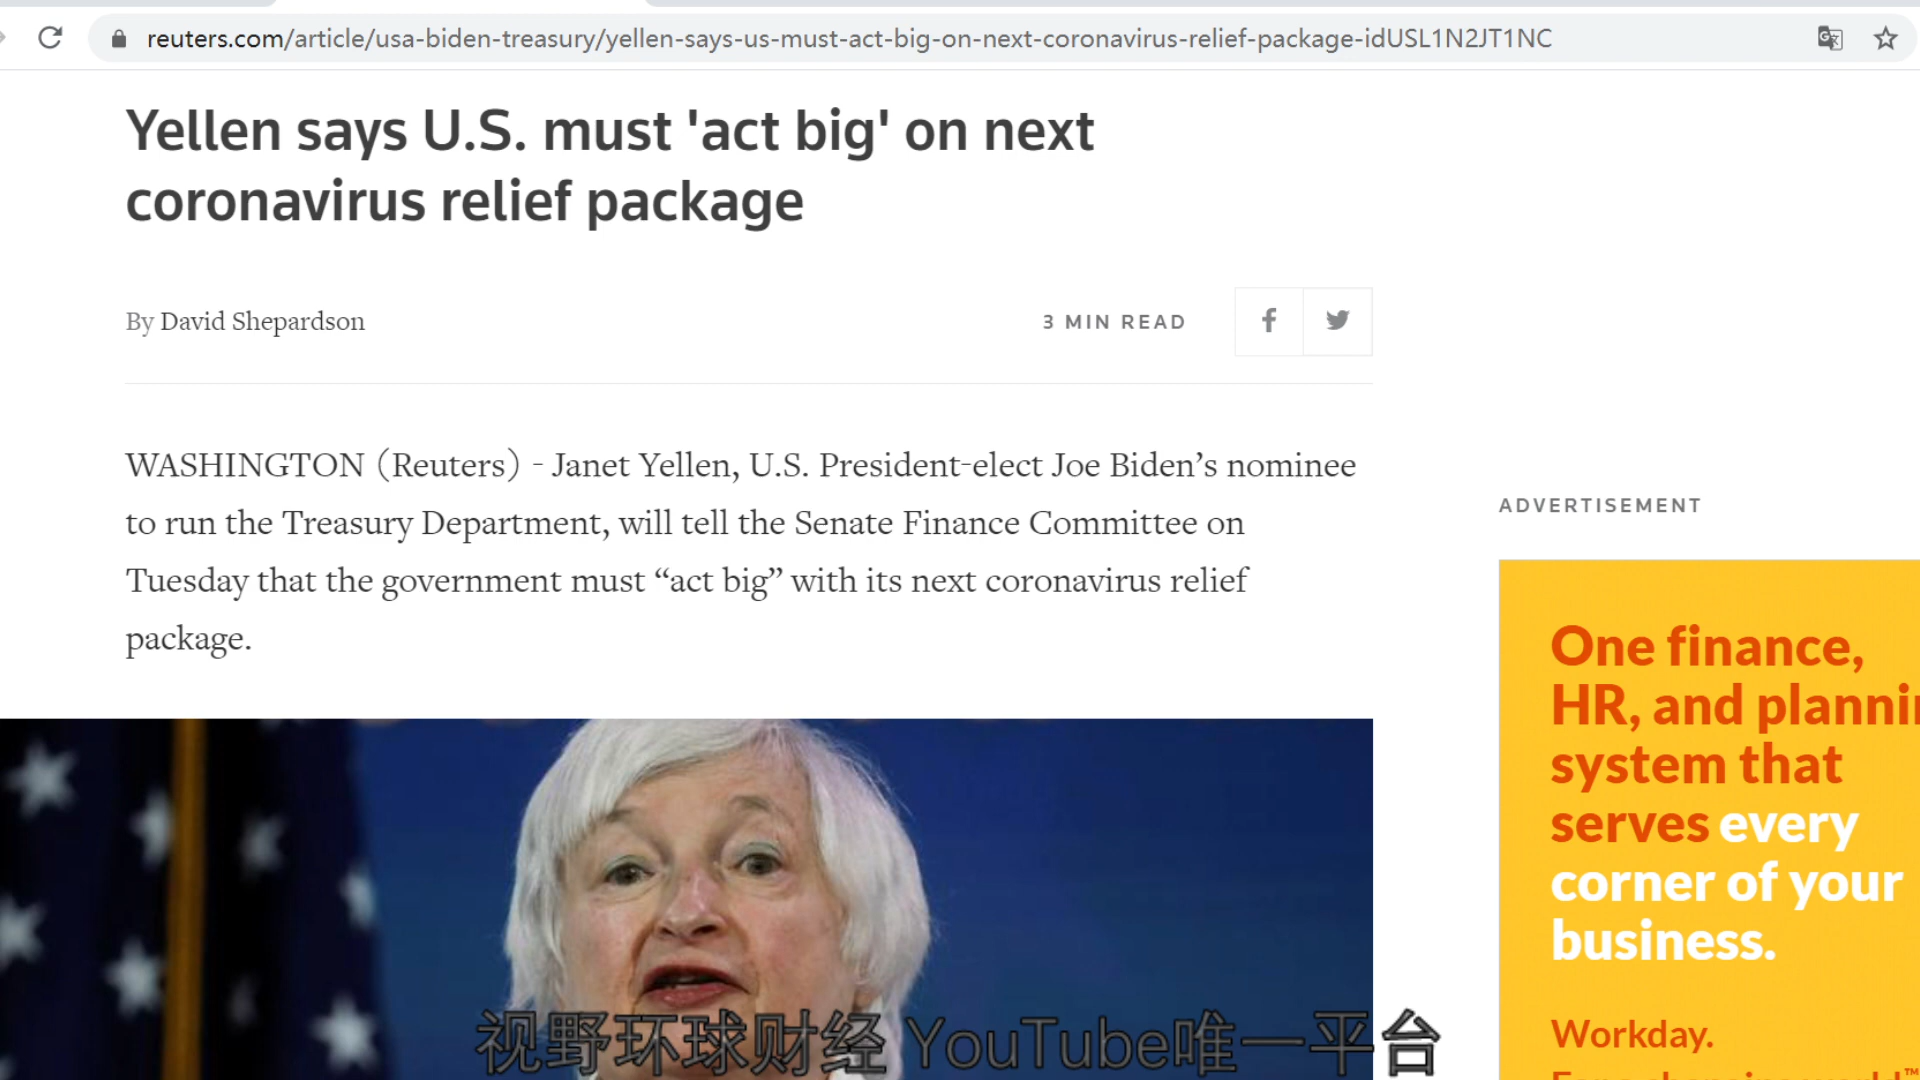 reuters.com/article/usa-biden-treasury/yellen-says-us-must-act-big-on-next-coronavirus-relief-package-idUSL1N2JT1NC
Yellen says U.S. must 'act big' on next
coronavirus relief package
By David Shepardson
3 MIN READ
WASHINGTON (Reuters) - Janet Yellen, U.S. President-elect Joe Biden’s nominee
to run the Treasury Department, will tell the Senate Finance Committee on
Tuesday that the government must “act big” with its next coronavirus relief
package.
ADVERTISEMENT
One finance,
HR, and planni
system that
serves every
corner of your
business.
Workday.
视野环球财经 YouTube唯一平台